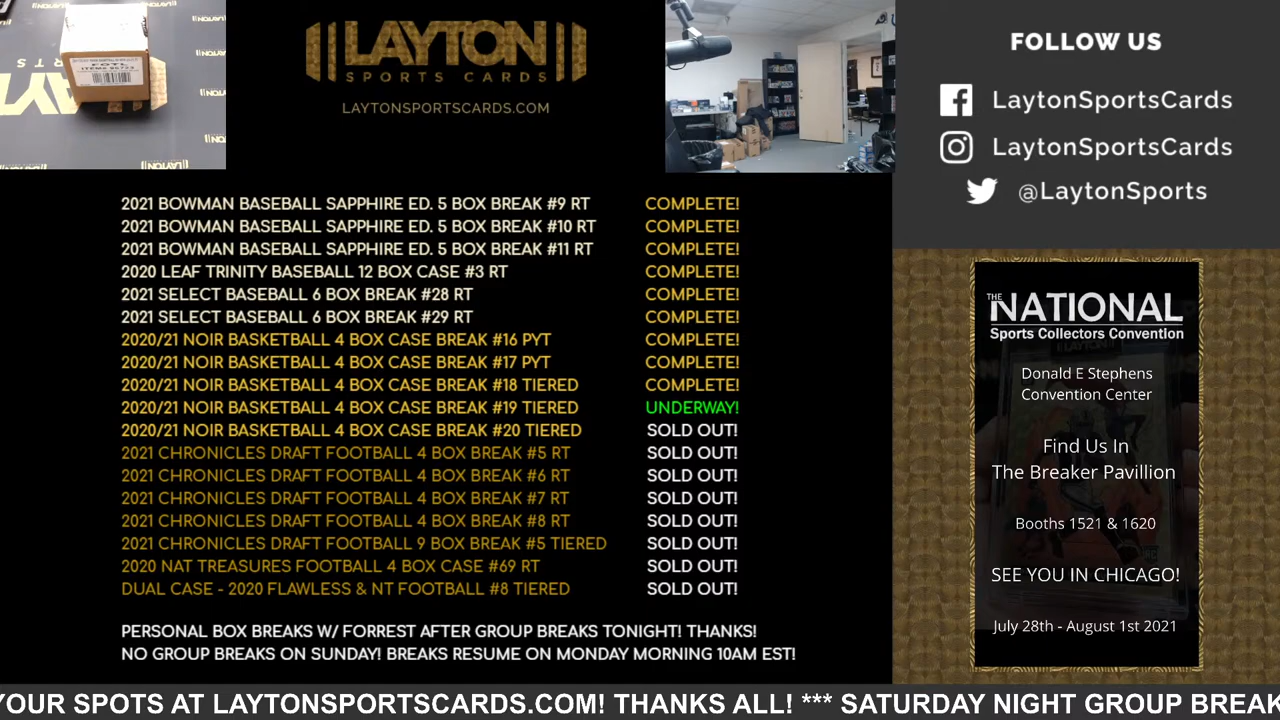 LAYTON
SPORTS CARDS
LAYTONSPORTSCARDS.COM
FOTL
2021 BOWMAN BASEBALL SAPPHIRE ED. 5 BOX BREAK #9 RT COMPLETE!
2021 BOWMAN BASEBALL SAPPHIRE ED. 5 BOX BREAK #10 RT COMPLETE!
2021 BOWMAN BASEBALL SAPPHIRE ED. 5 BOX BREAK #11 RT COMPLETE!
2020 LEAF TRINITY BASEBALL 12 BOX CASE #3 RT COMPLETE!
2021 SELECT BASEBALL 6 BOX BREAK #28 RT COMPLETE!
2021 SELECT BASEBALL 6 BOX BREAK #29 RT COMPLETE!
2020/21 NOIR BASKETBALL 4 BOX CASE BREAK #16 PYT COMPLETE!
2020/21 NOIR BASKETBALL 4 BOX CASE BREAK #17 PYT COMPLETE!
2020/21 NOIR BASKETBALL 4 BOX CASE BREAK #18 TIERED COMPLETE!
2020/21 NOIR BASKETBALL 4 BOX CASE BREAK #19 TIERED UNDERWAY!
2020/21 NOIR BASKETBALL 4 BOX CASE BREAK #20 TIERED SOLD OUT!
2021 CHRONICLES DRAFT FOOTBALL 4 BOX BREAK #5 RT SOLD OUT!
2021 CHRONICLES DRAFT FOOTBALL 4 BOX BREAK #6 RT SOLD OUT!
2021 CHRONICLES DRAFT FOOTBALL 4 BOX BREAK #7 RT SOLD OUT!
2021 CHRONICLES DRAFT FOOTBALL 4 BOX BREAK #8 RT SOLD OUT!
2021 CHRONICLES DRAFT FOOTBALL 9 BOX BREAK #5 TIERED SOLD OUT!
2020 NAT TREASURES FOOTBALL 4 BOX CASE #69 RT SOLD OUT!
DUAL CASE - 2020 FLAWLESS & NT FOOTBALL #8 TIERED SOLD OUT!
PERSONAL BOX BREAKS W/ FORREST AFTER GROUP BREAKS TONIGHT! THANKS!
NO GROUP BREAKS ON SUNDAY! BREAKS RESUME ON MONDAY MORNING 10AM EST!
FOLLOW US
LaytonSportsCards
LaytonSportsCards
@LaytonSports
THE NATIONAL
Sports Collectors Convention
Donald E Stephens
Convention Center
Find Us In
The Breaker Pavillion
Booths 1521 & 1620
SEE YOU IN CHICAGO!
July 28th - August 1st 2021
YOUR SPOTS AT LAYTONSPORTSCARDS.COM! THANKS ALL! *** SATURDAY NIGHT GROUP BREAK